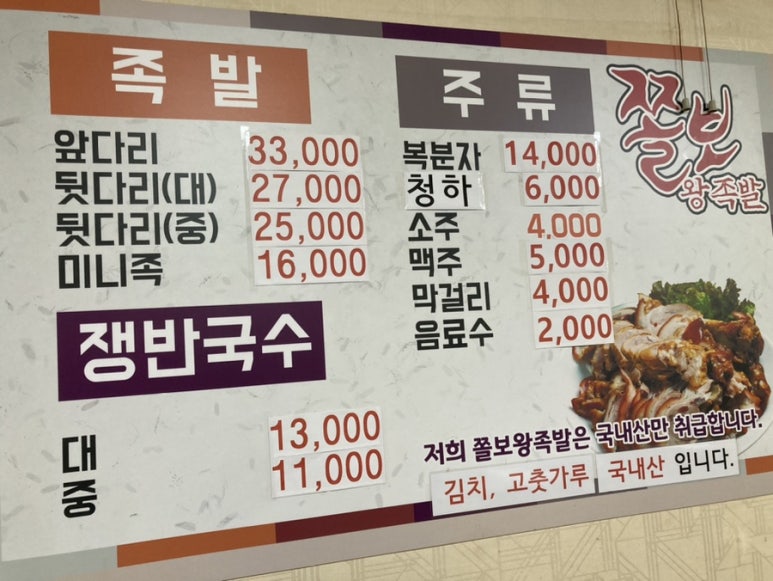 족발
앞다리 33,000
뒷다리(대) 27,000
뒷다리(중) 25,000
미니족 16,000
쟁반국수
대 13,000
중 11,000
주류
복분자 14,000
청하 6,000
소주 4,000
맥주 5,000
막걸리 4,000
음료수 2,000
쫄보
왕족발
저희 쫄보왕족발은 국내산만 취급합니다.
김치, 고춧가루 국내산 입니다.